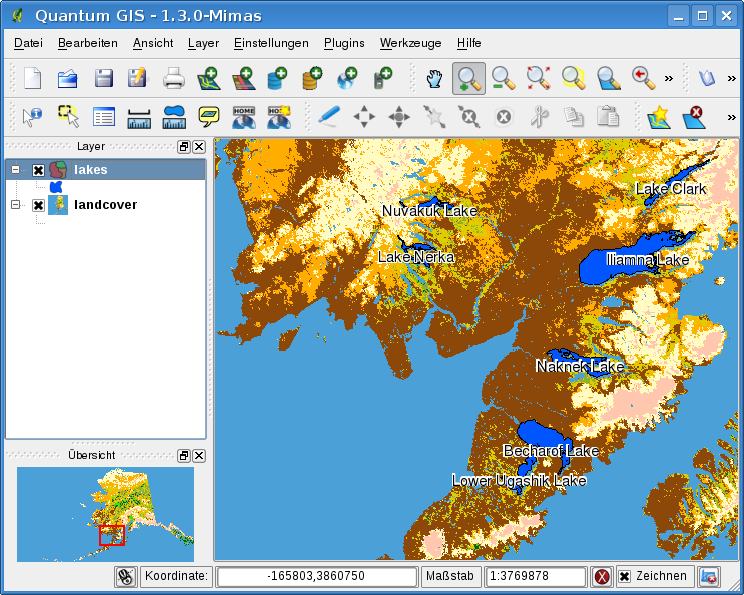 Quantum GIS - 1.3.0-Mimas
Datei Bearbeiten Ansicht Layer Einstellungen Plugins Werkzeuge Hilfe
»
HOME
»
Layer
lakes
landcover
Lake Clark
Nuvakuk Lake
Lake Nerka
Iliamna Lake
Naknek Lake
Becharof Lake
Lower Ugashik Lake
Übersicht
Koordinate: -165803,3860750 Maßstab 1:3769878 Zeichnen